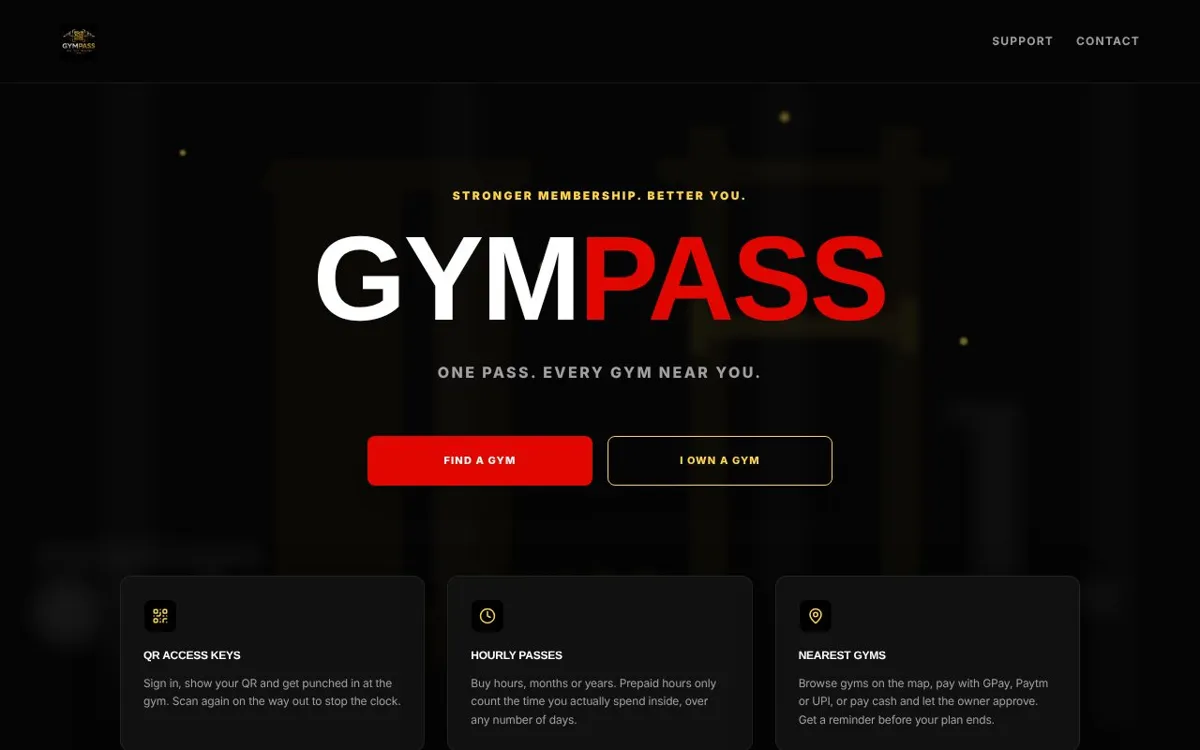 GYMPASS
SUPPORT
CONTACT
STRONGER MEMBERSHIP. BETTER YOU.
GYMPASS
ONE PASS. EVERY GYM NEAR YOU.
FIND A GYM
I OWN A GYM
QR ACCESS KEYS
Sign in, show your QR and get punched in at the
gym. Scan again on the way out to stop the clock.
HOURLY PASSES
Buy hours, months or years. Prepaid hours only
count the time you actually spend inside, over
any number of days.
NEAREST GYMS
Browse gyms on the map, pay with GPay, Paytm
or UPI, or pay cash and let the owner approve.
Get a reminder before your plan ends.